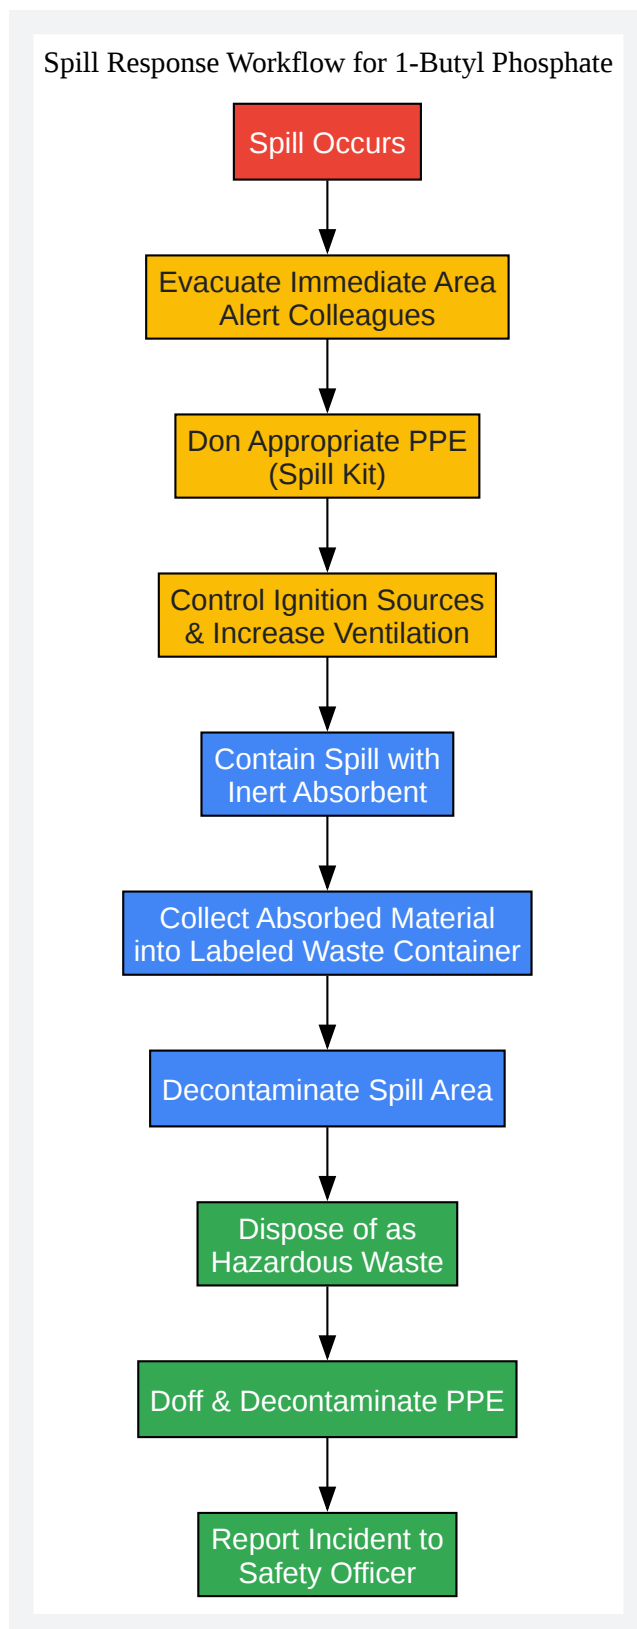 Spill Response Workflow for 1-Butyl Phosphate
Spill Occurs
Evacuate Immediate Area
Alert Colleagues
Don Appropriate PPE
(Spill Kit)
Control Ignition Sources
& Increase Ventilation
Contain Spill with
Inert Absorbent
Collect Absorbed Material
into Labeled Waste Container
Decontaminate Spill Area
Dispose of as
Hazardous Waste
Doff & Decontaminate PPE
Report Incident to
Safety Officer